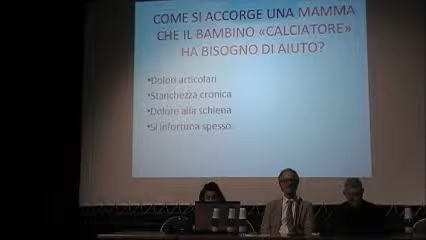 COME SI ACCORGE UNA MAMMA
CHE IL BAMBINO «CALCIATORE»
HA BISOGNO DI AIUTO?
•Dolori articolari
•Stanchezza cronica
•Dolore alla schiena
•Si infortuna spesso